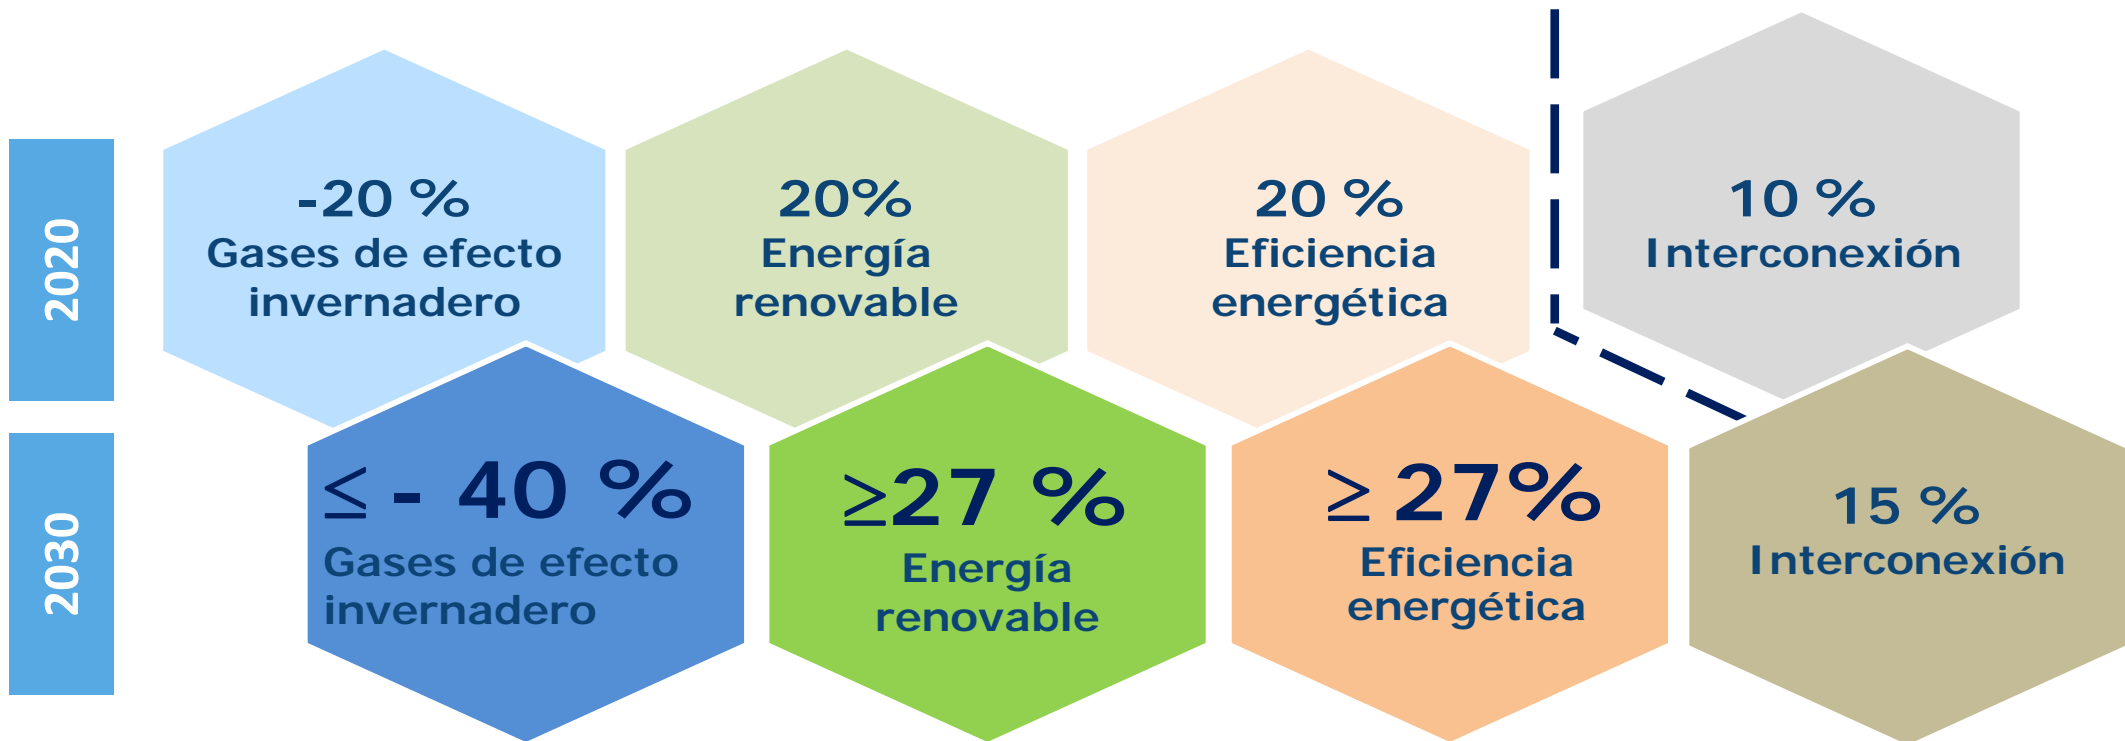 2020
-20 %
Gases de efecto
invernadero
20%
Energía
renovable
20 %
Eficiencia
energética
10 %
Interconexión
2030
≤ - 40 %
Gases de efecto
invernadero
≥27 %
Energía
renovable
≥ 27%
Eficiencia
energética
15 %
Interconexión